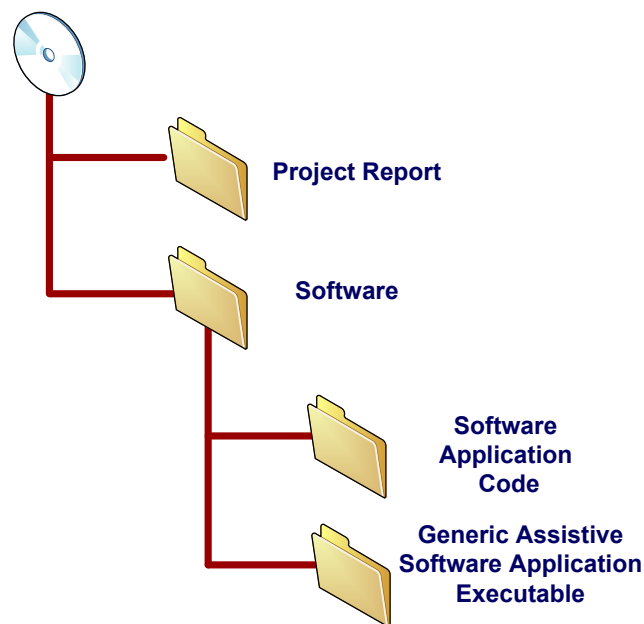 Project Report
Software
Software
Application
Code
Generic Assistive
Software Application
Executable